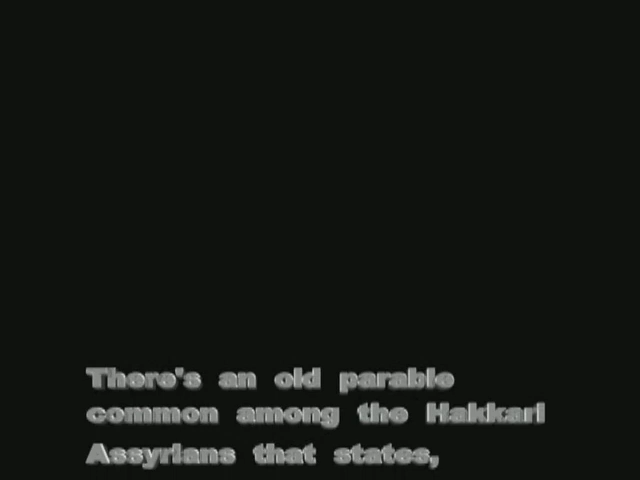 There's an old parable
common among the Hakkari
Assyrians that states,